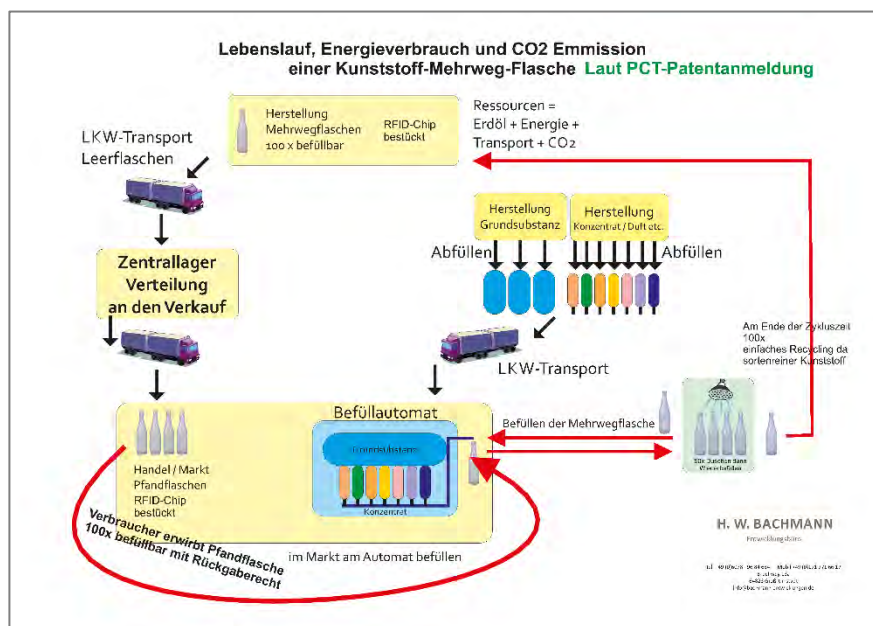 Lebenslauf, Energieverbrauch und CO2 Emmission
einer Kunststoff-Mehrweg-Flasche Laut PCT-Patentanmeldung
Herstellung
Mehrwegflaschen
100 x befüllbar
RFID-Chip
bestückt
Ressourcen =
Erdöl + Energie +
Transport + CO2
LKW-Transport
Leerflaschen
Herstellung
Grundsubstanz
Herstellung
Konzentrat / Duft etc.
Abfüllen
Abfüllen
Zentrallager
Verteilung
an den Verkauf
LKW-Transport
Am Ende der Zykluszeit
100x
einfaches Recycling da
sortenreiner Kunststoff
Befüllautomat
Grundsubstanz
Konzentrat
Befüllen der Mehrwegflasche
Duschen dann
Wiederbefüllen
Handel / Markt
Pfandflaschen
RFID-Chip
bestückt
Verbraucher erwirbt Pfandflasche
100x befüllbar mit Rückgaberecht
im Markt am Automat befüllen
H. W. BACHMANN
Entwicklungsbüro